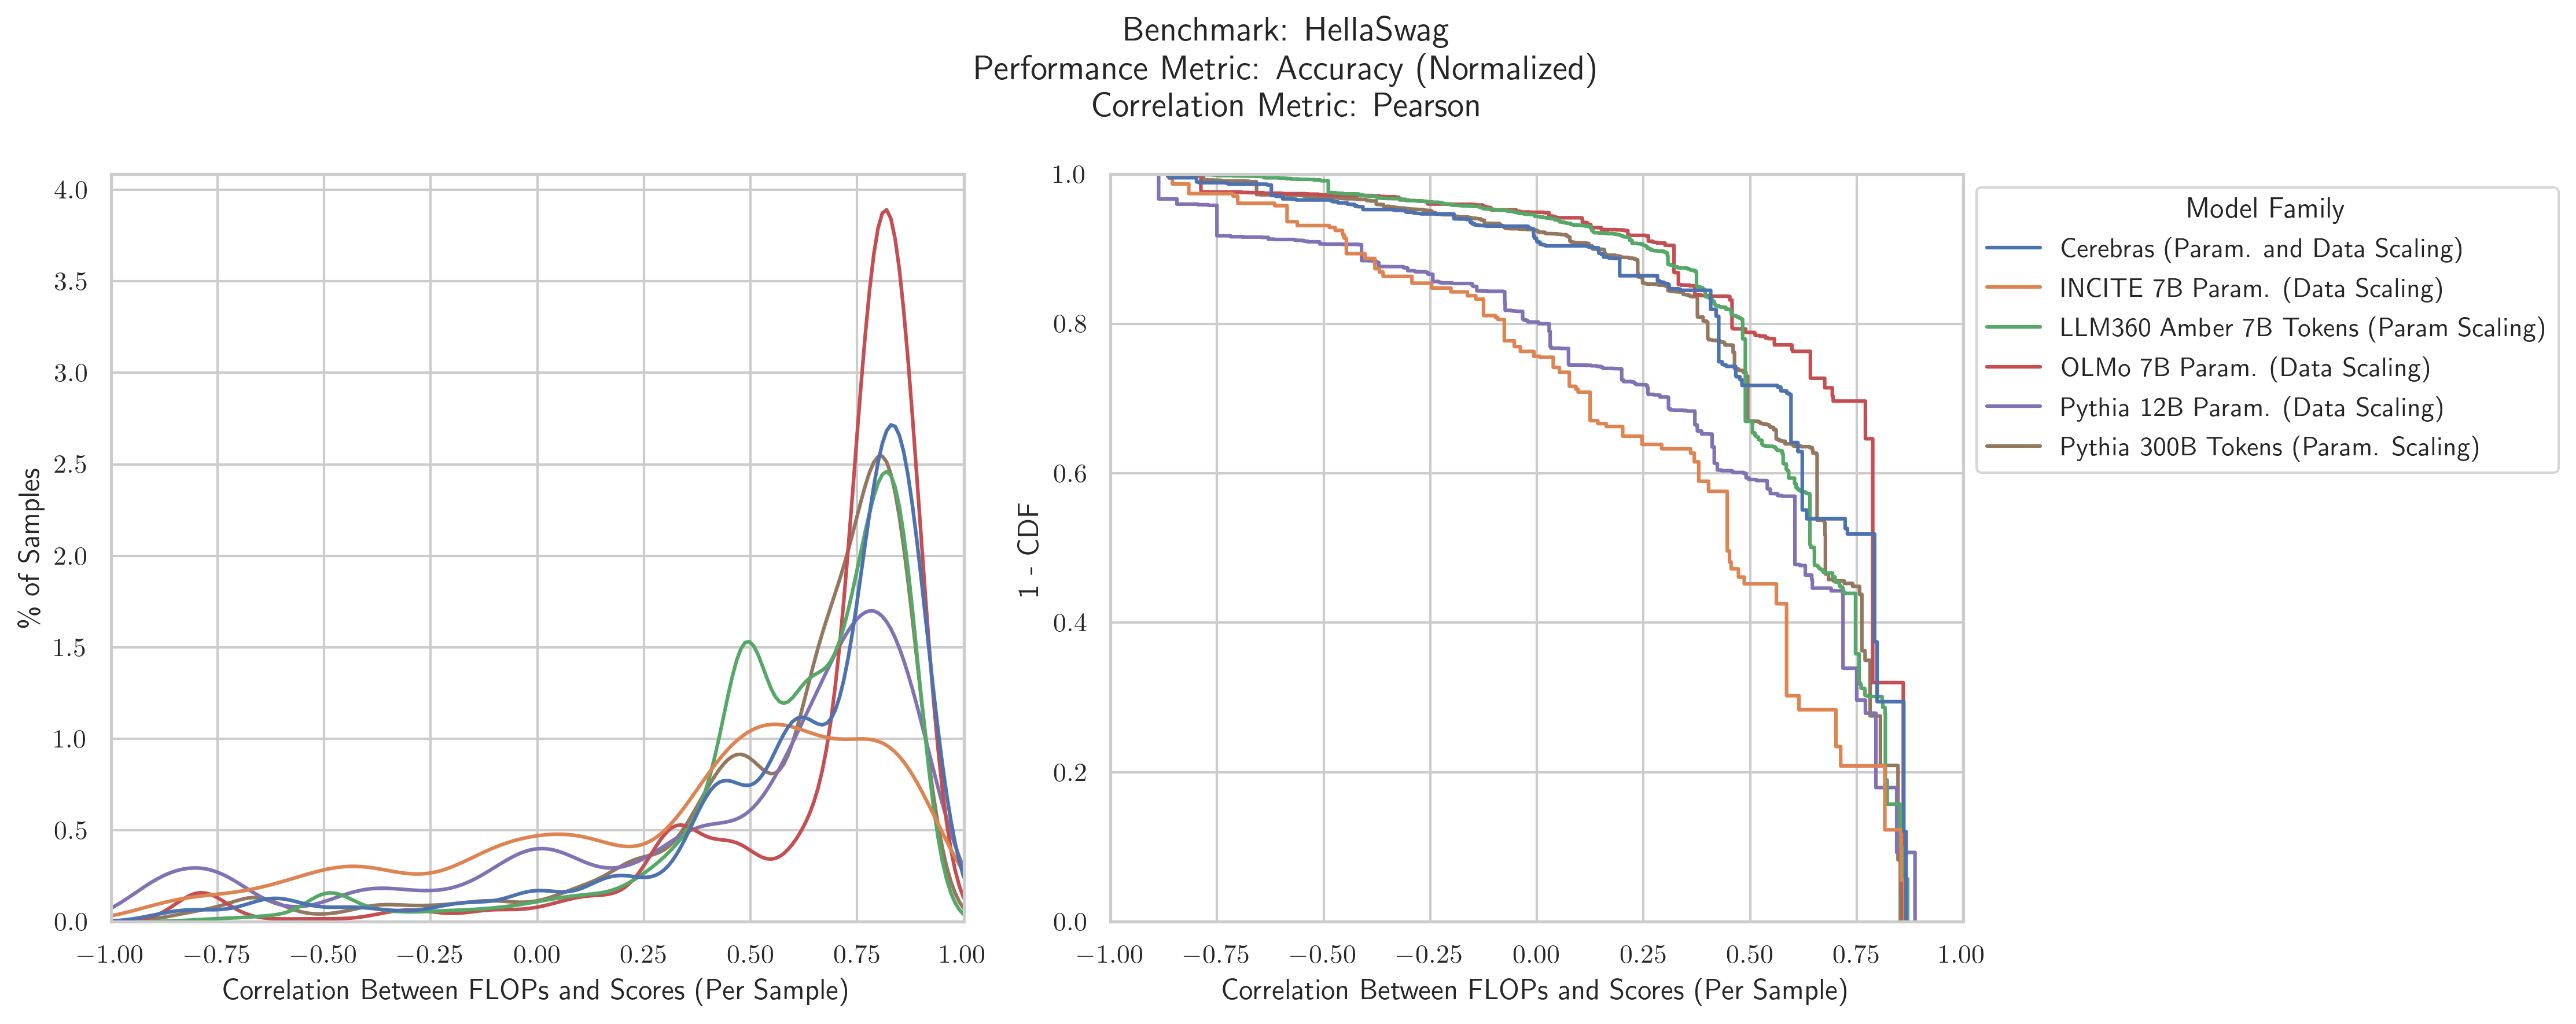 Benchmark: HellaSwag
Performance Metric: Accuracy (Normalized)
Correlation Metric: Pearson
% of Samples
4.0
3.5
3.0
2.5
2.0
1.5
1.0
0.5
0.0
−1.00 −0.75 −0.50 −0.25 0.00 0.25 0.50 0.75 1.00
Correlation Between FLOPs and Scores (Per Sample)
1 - CDF
1.0
0.8
0.6
0.4
0.2
0.0
−1.00 −0.75 −0.50 −0.25 0.00 0.25 0.50 0.75 1.00
Correlation Between FLOPs and Scores (Per Sample)
Model Family
Cerebras (Param. and Data Scaling)
INCITE 7B Param. (Data Scaling)
LLM360 Amber 7B Tokens (Param Scaling)
OLMo 7B Param. (Data Scaling)
Pythia 12B Param. (Data Scaling)
Pythia 300B Tokens (Param. Scaling)